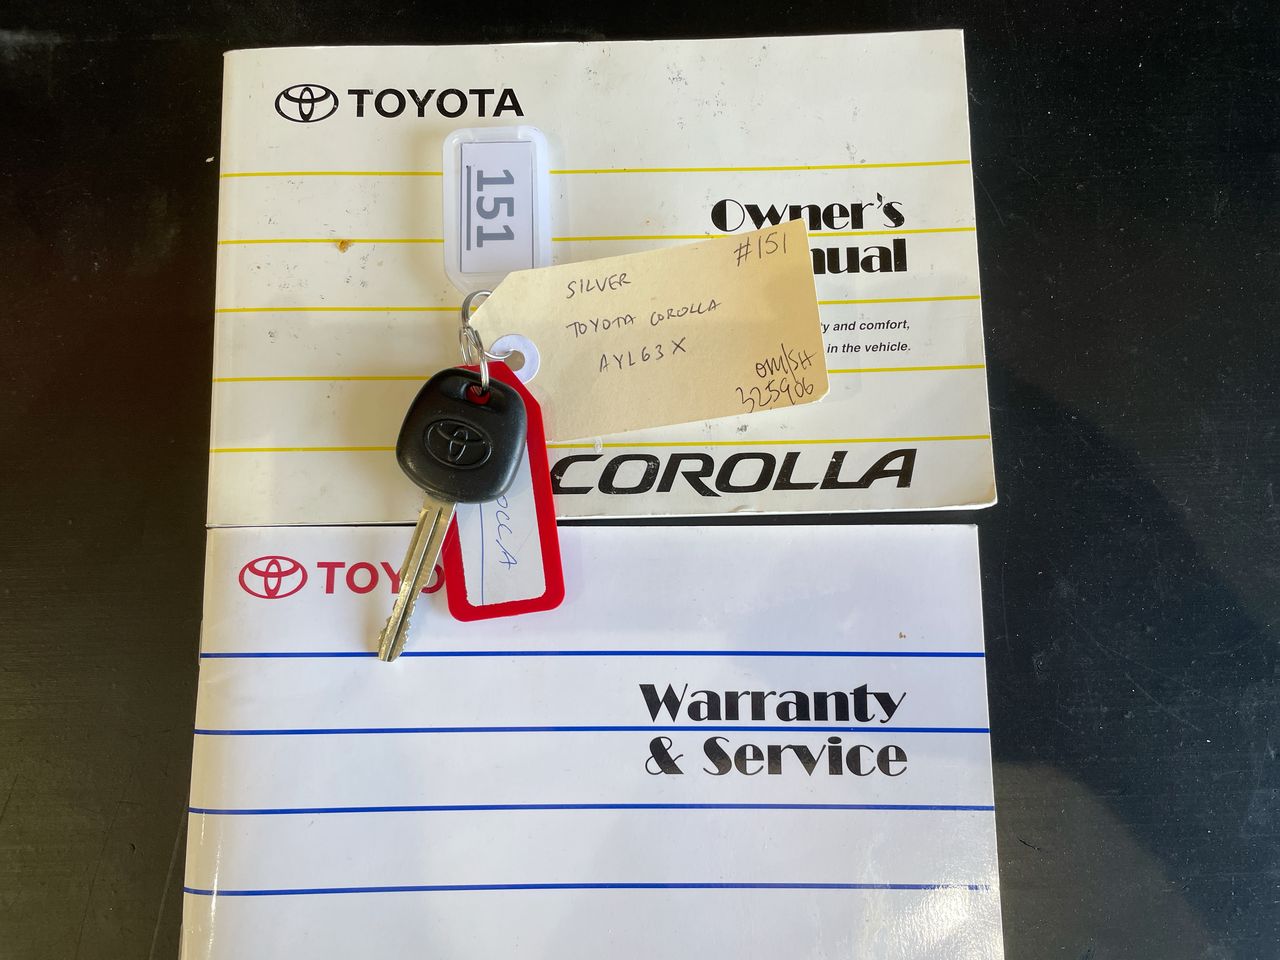 TOYOTA
151
Owner's
#151
SILVER
TOYOTA COROLLA
AYL63X
and comfort,
in the vehicle.
om/SH
325906
COROLLA
TOYO
Warranty
& Service